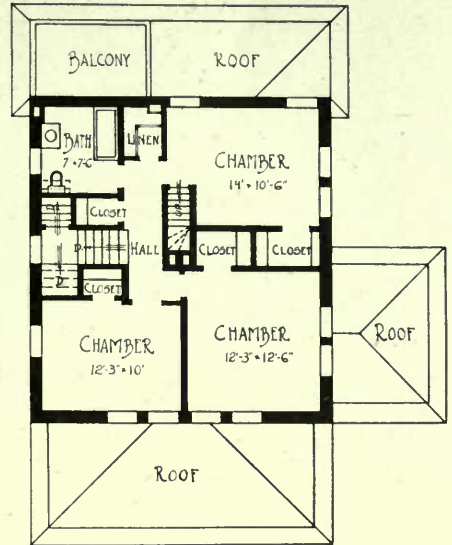 BALCONY
ROOF
BATH
7'×7'-6"
LINEN
CHAMBER
14' × 10'-6"
CLOSET
UP
D
HALL
CLOSET
CLOSET
D
CLOSET
CHAMBER
12'-3" × 10'
CHAMBER
12'-3" × 12'-6"
ROOF
ROOF